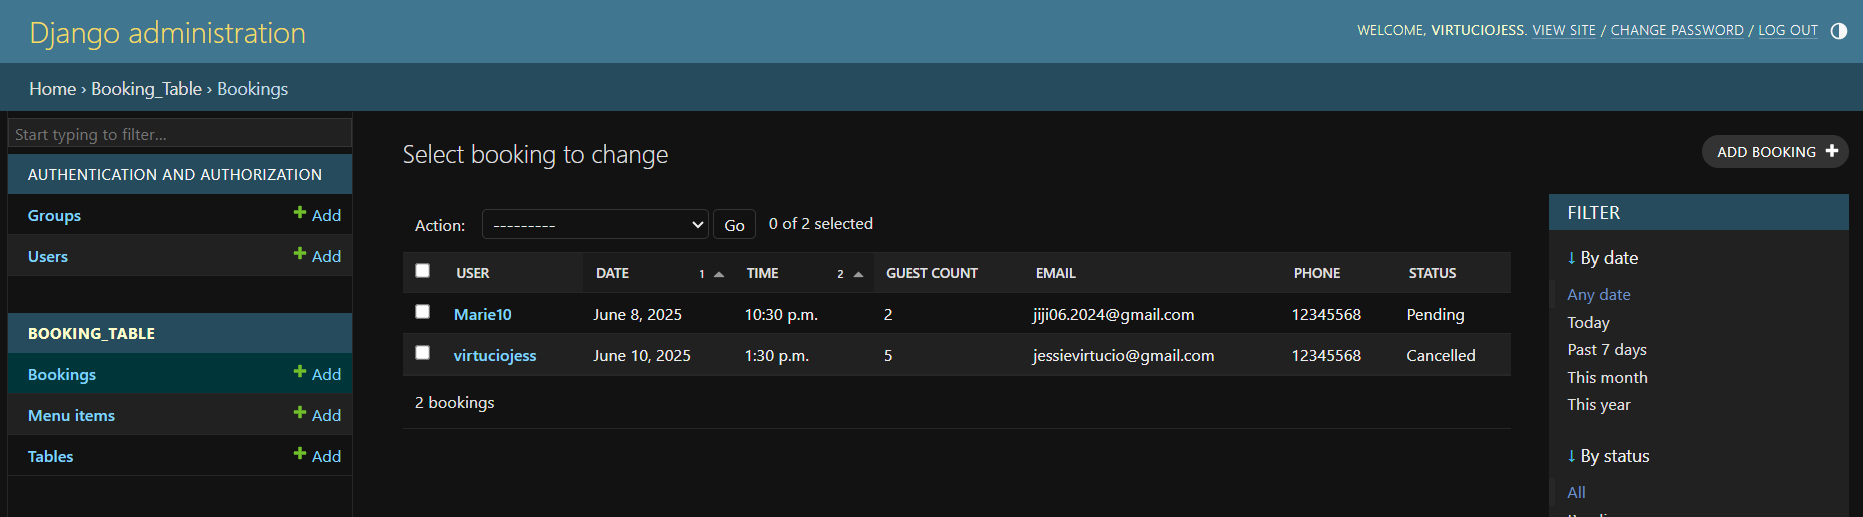 Django administration
WELCOME, VIRTUCIOJESS. VIEW SITE / CHANGE PASSWORD / LOG OUT
Home › Booking_Table › Bookings
Start typing to filter...
AUTHENTICATION AND AUTHORIZATION
Groups + Add
Users + Add
BOOKING_TABLE
Bookings + Add
Menu items + Add
Tables + Add
Select booking to change
ADD BOOKING +
Action: --------- Go 0 of 2 selected
USER DATE 1 TIME 2 GUEST COUNT EMAIL PHONE STATUS
Marie10 June 8, 2025 10:30 p.m. 2 jiji06.2024@gmail.com 12345568 Pending
virtuciojess June 10, 2025 1:30 p.m. 5 jessievirtucio@gmail.com 12345568 Cancelled
2 bookings
FILTER
↓ By date
Any date
Today
Past 7 days
This month
This year
↓ By status
All